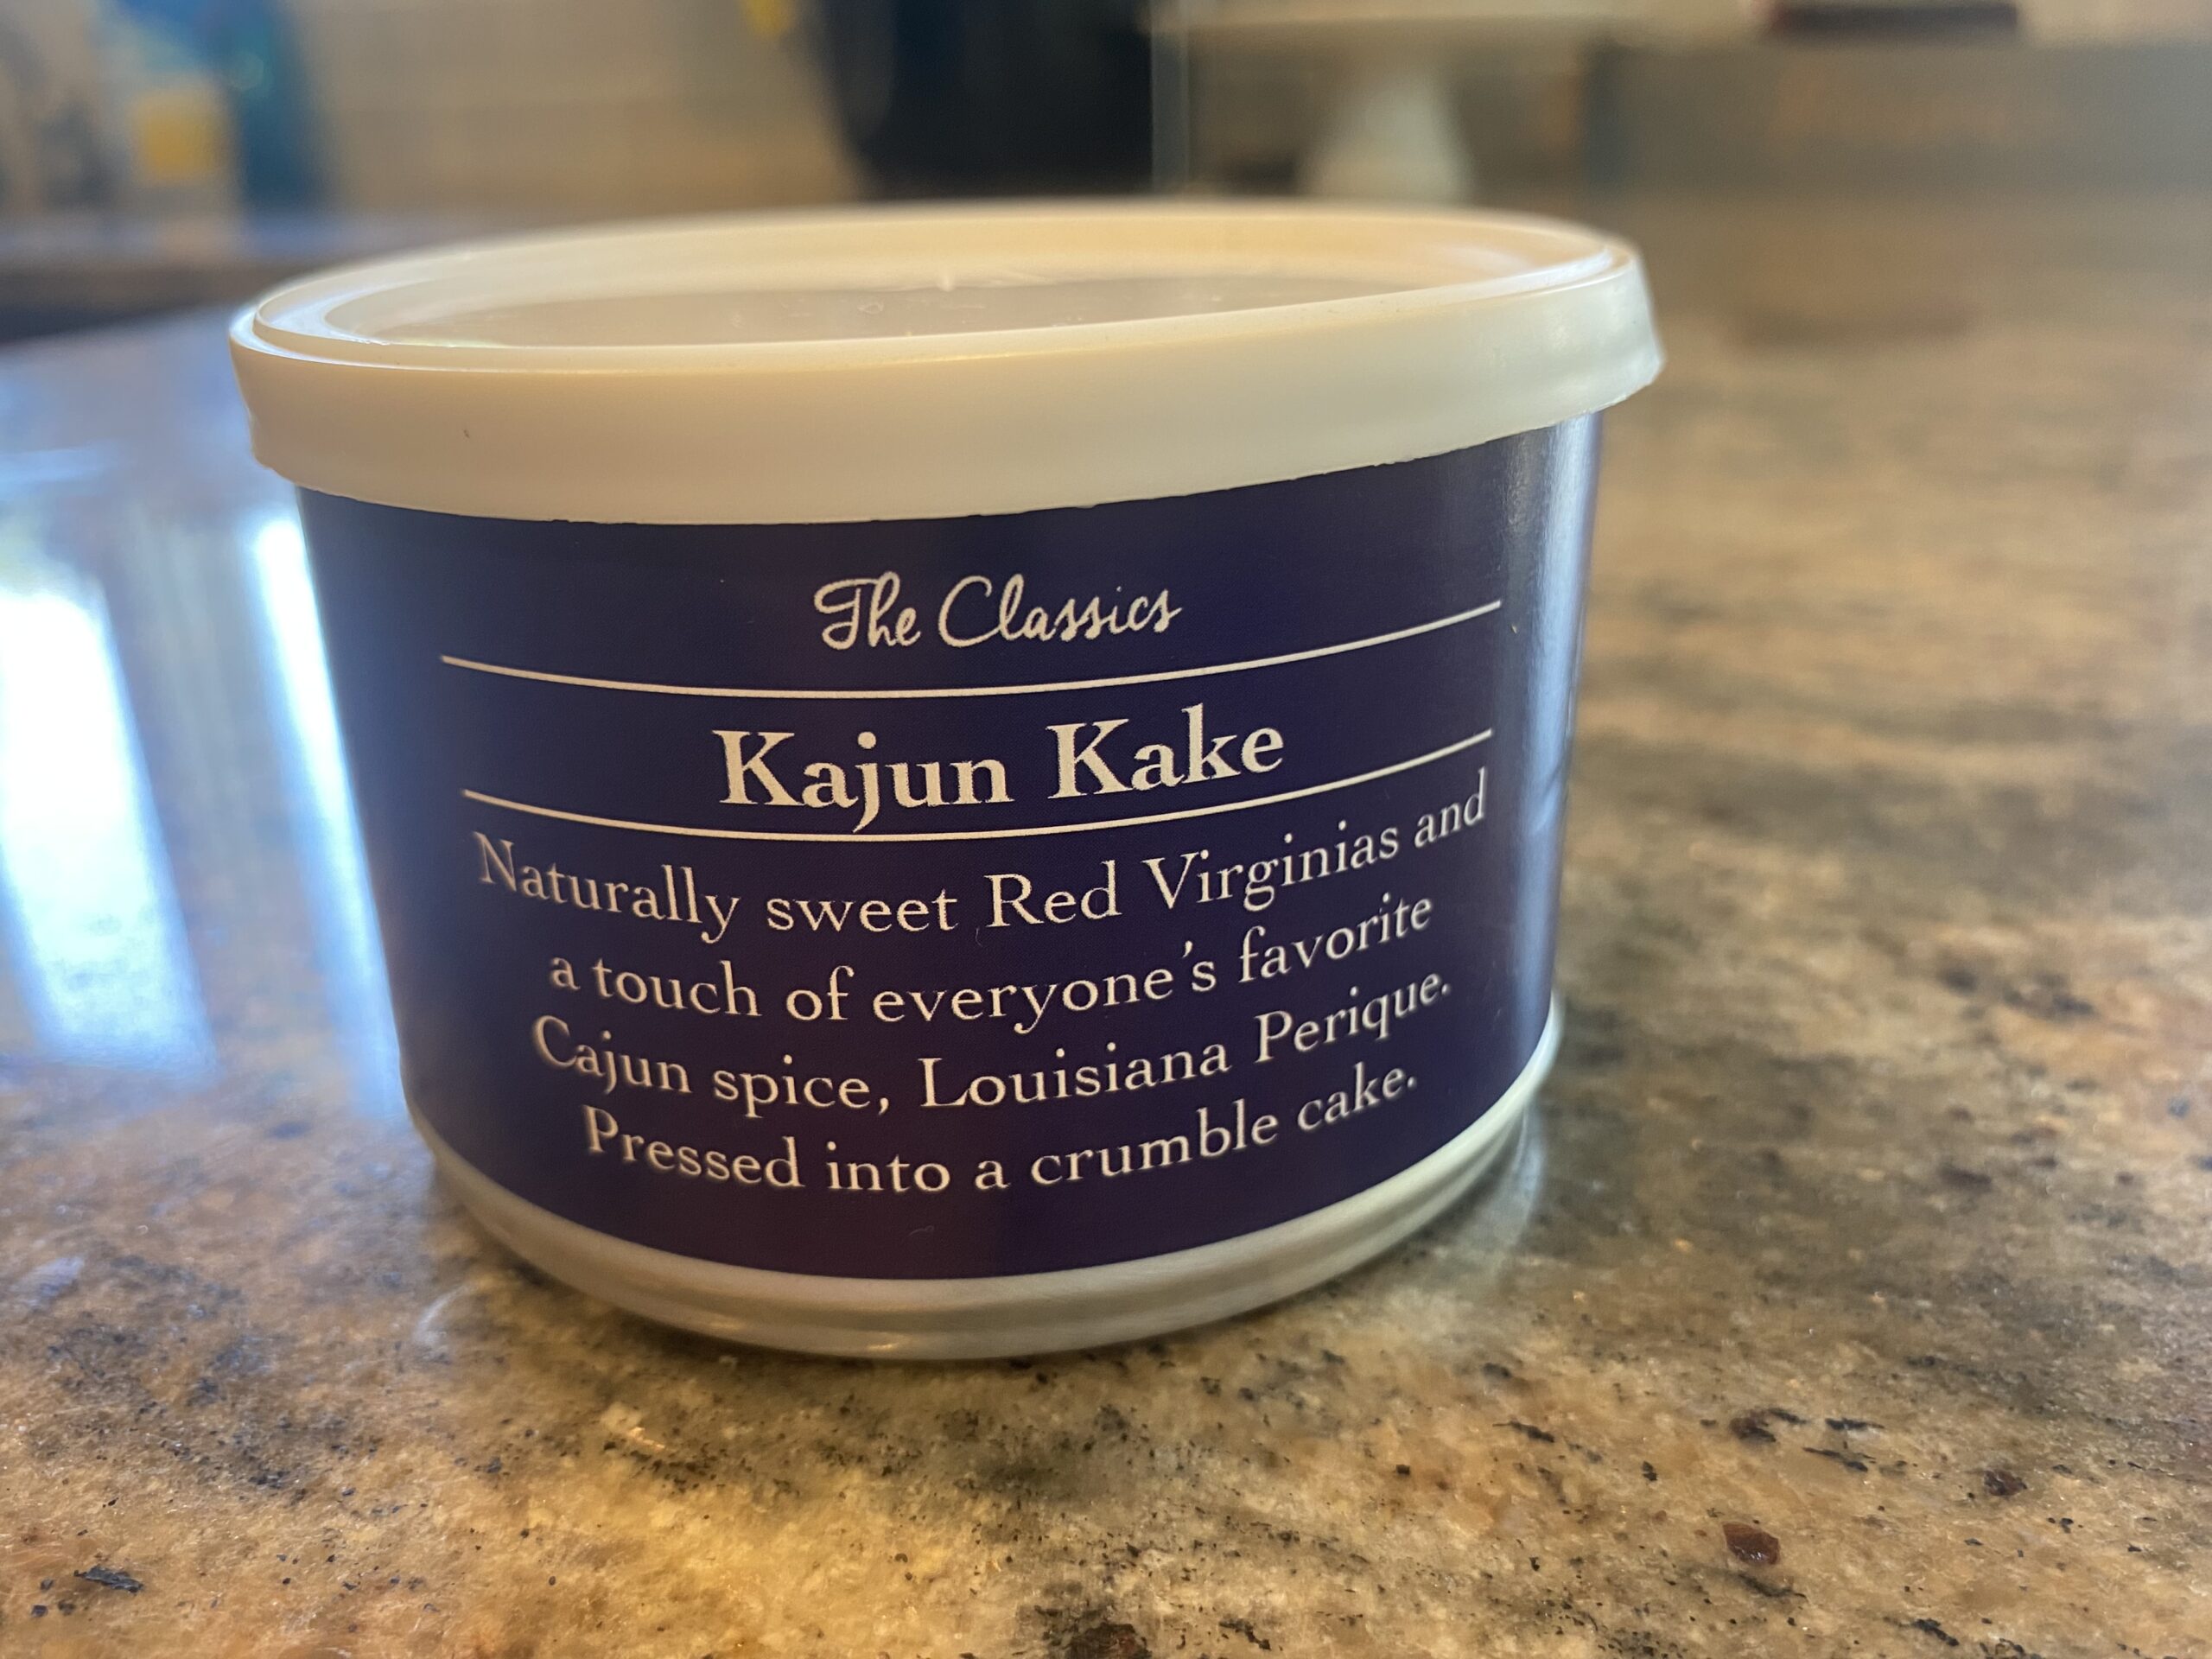 The Classics
Kajun Kake
Naturally sweet Red Virginias and
a touch of everyone's favorite
Cajun spice, Louisiana Perique.
Pressed into a crumble cake.